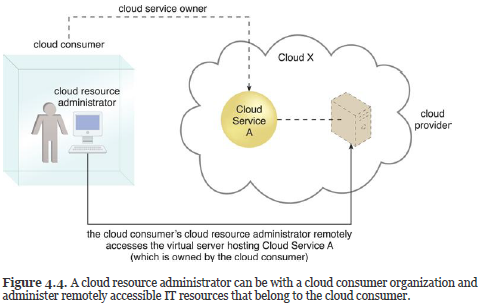 cloud service owner
cloud consumer
cloud resource
administrator
Cloud X
Cloud
Service
A
cloud
provider
the cloud consumer's cloud resource administrator remotely
accesses the virtual server hosting Cloud Service A
(which is owned by the cloud consumer)
Figure 4.4. A cloud resource administrator can be with a cloud consumer organization and
administer remotely accessible IT resources that belong to the cloud consumer.